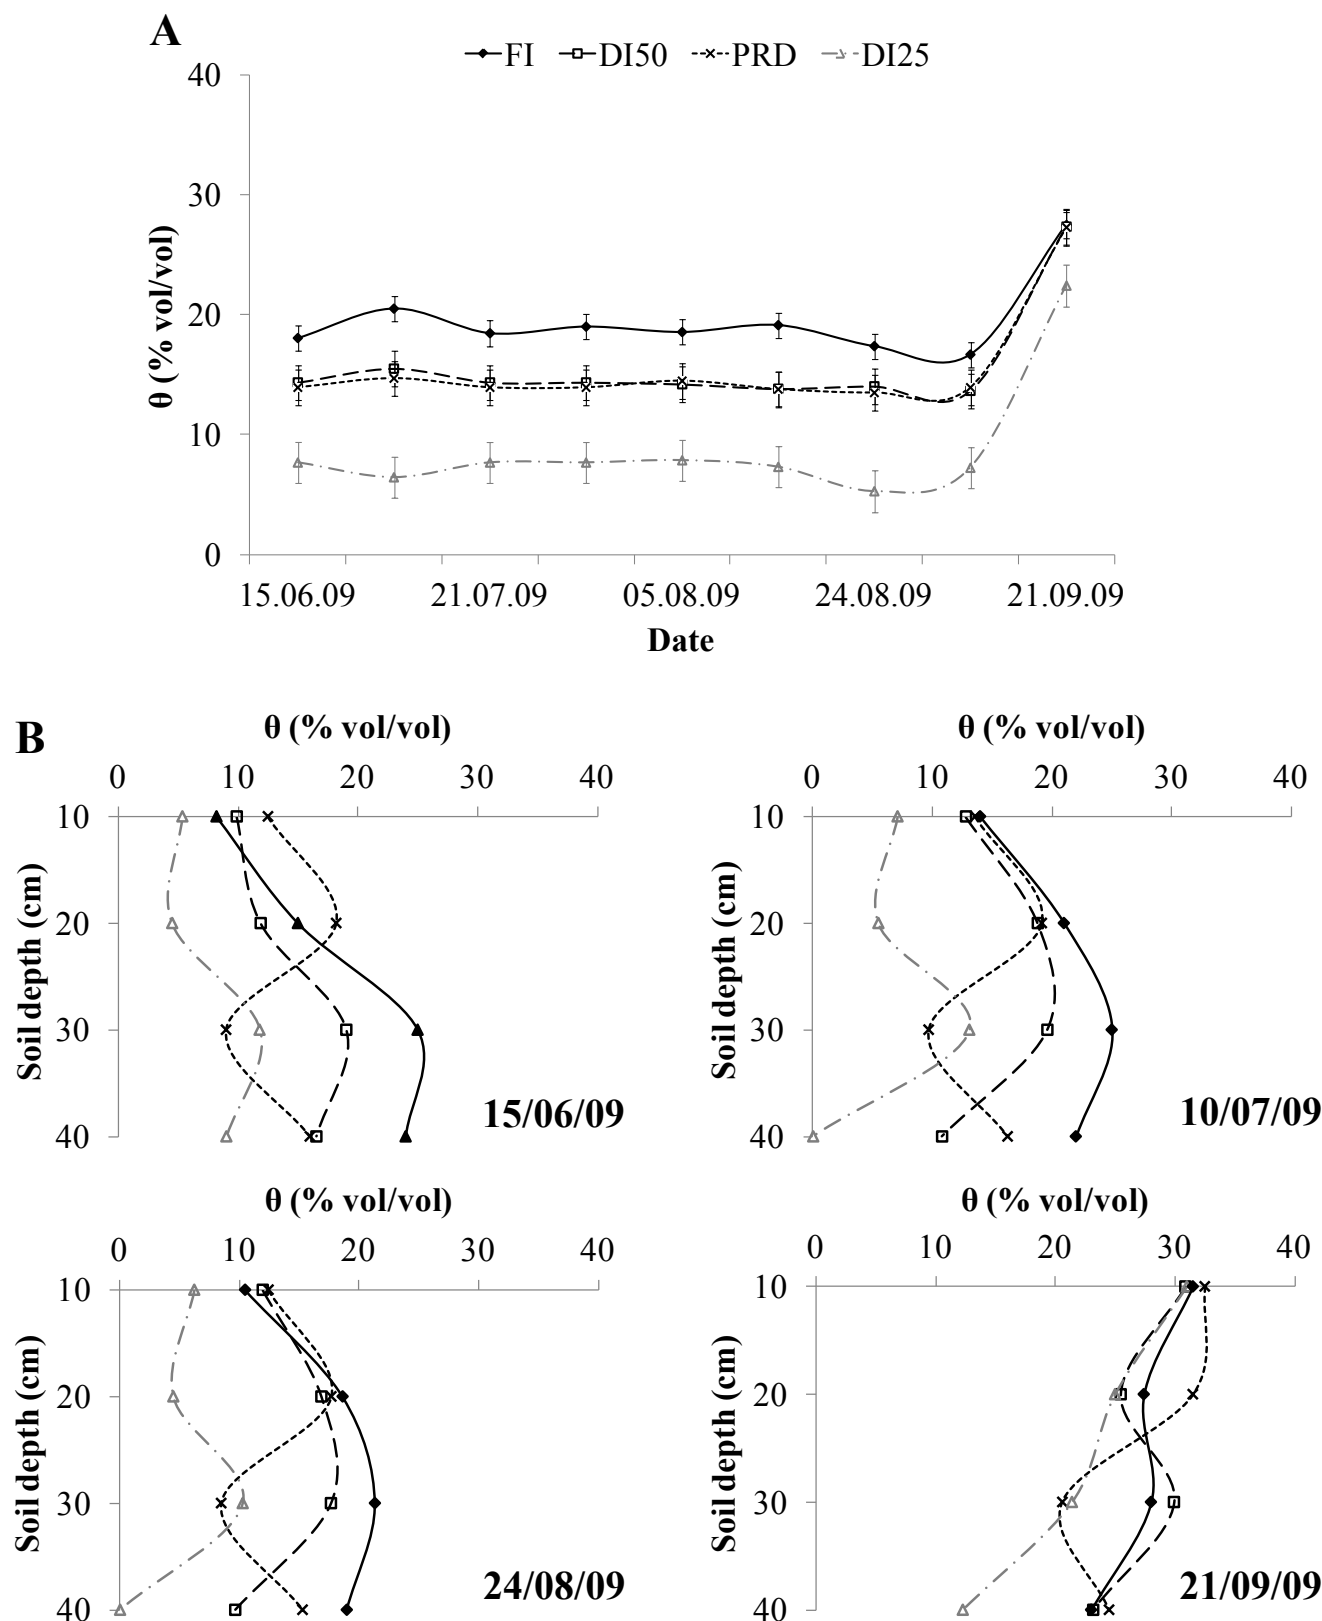 A
FI DI50 PRD DI25
40
30
20
10
0
θ (% vol/vol)
15.06.09 21.07.09 05.08.09 24.08.09 21.09.09
Date
B
θ (% vol/vol)
0 10 20 30 40
10
20
30
40
Soil depth (cm)
15/06/09
θ (% vol/vol)
0 10 20 30 40
10
20
30
40
Soil depth (cm)
10/07/09
θ (% vol/vol)
0 10 20 30 40
10
20
30
40
Soil depth (cm)
24/08/09
θ (% vol/vol)
0 10 20 30 40
10
20
30
40
Soil depth (cm)
21/09/09